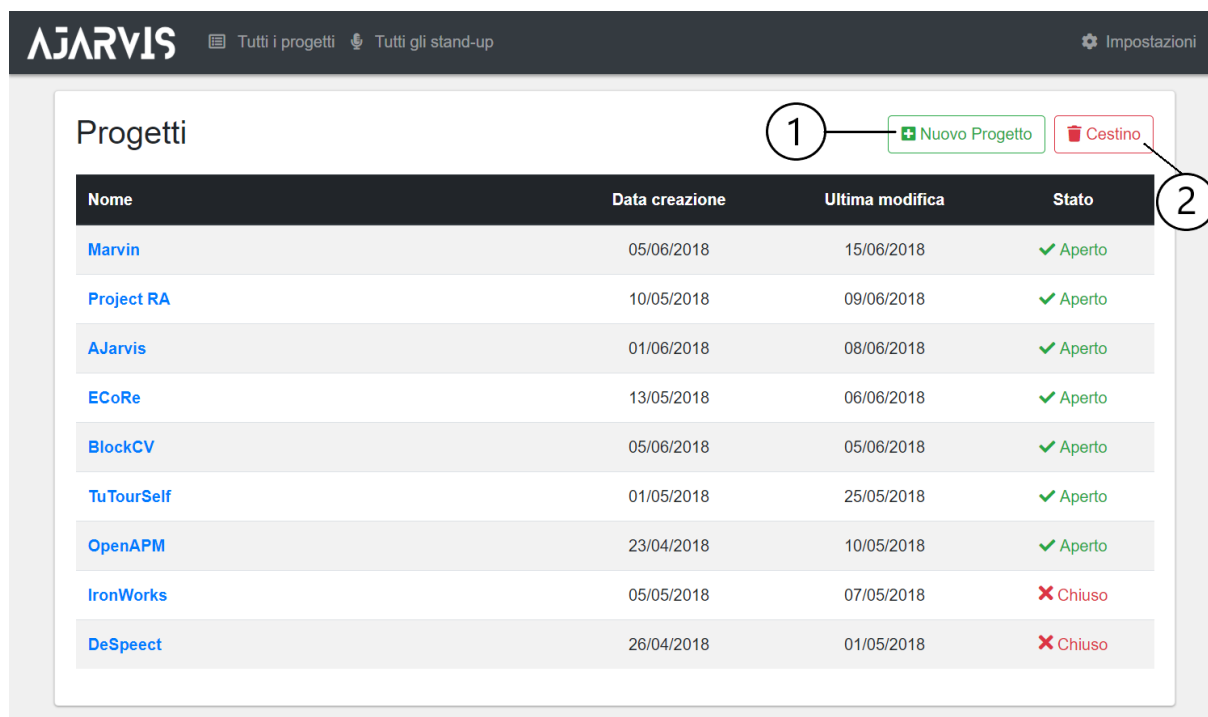 AJARVIS Tutti i progetti Tutti gli stand-up Impostazioni
Progetti 1 Nuovo Progetto Cestino
2
Nome Data creazione Ultima modifica Stato
Marvin 05/06/2018 15/06/2018 Aperto
Project RA 10/05/2018 09/06/2018 Aperto
AJarvis 01/06/2018 08/06/2018 Aperto
ECoRe 13/05/2018 06/06/2018 Aperto
BlockCV 05/06/2018 05/06/2018 Aperto
TuTourSelf 01/05/2018 25/05/2018 Aperto
OpenAPM 23/04/2018 10/05/2018 Aperto
IronWorks 05/05/2018 07/05/2018 Chiuso
DeSpeect 26/04/2018 01/05/2018 Chiuso